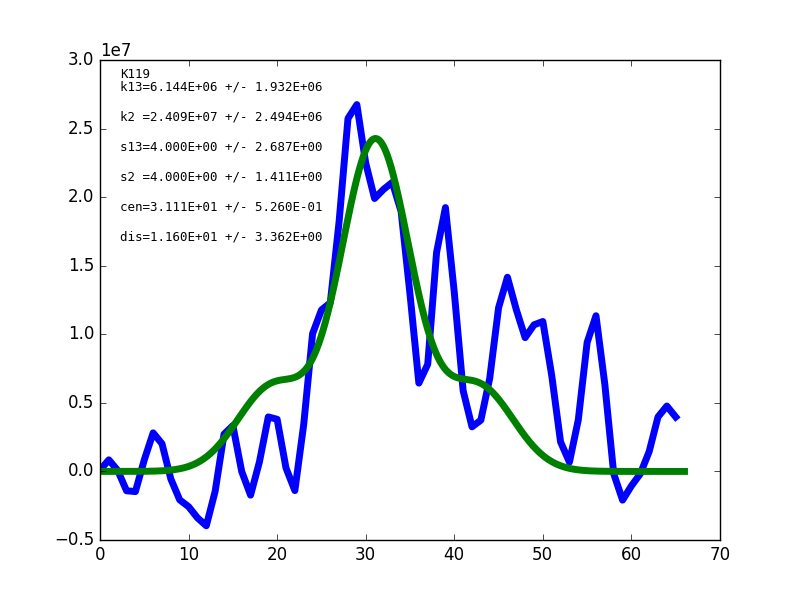 1e7
3.0
2.5
2.0
1.5
1.0
0.5
0.0
−0.5
K119
k13=6.144E+06 +/- 1.932E+06
k2 =2.409E+07 +/- 2.494E+06
s13=4.000E+00 +/- 2.687E+00
s2 =4.000E+00 +/- 1.411E+00
cen=3.111E+01 +/- 5.260E-01
dis=1.160E+01 +/- 3.362E+00
0 10 20 30 40 50 60 70